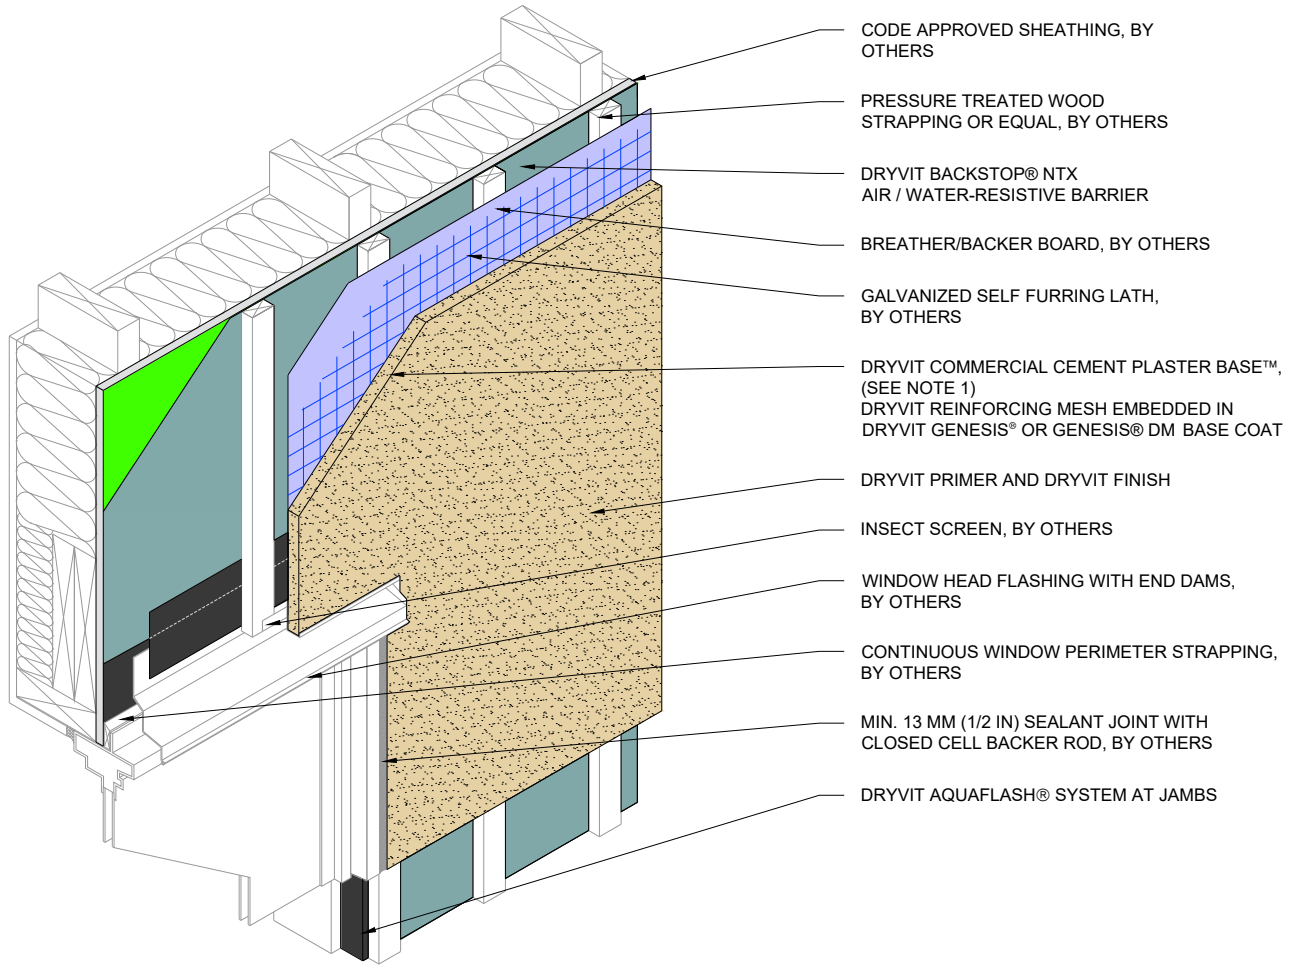 CODE APPROVED SHEATHING, BY
OTHERS
PRESSURE TREATED WOOD
STRAPPING OR EQUAL, BY OTHERS
DRYVIT BACKSTOP® NTX
AIR / WATER-RESISTIVE BARRIER
BREATHER/BACKER BOARD, BY OTHERS
GALVANIZED SELF FURRING LATH,
BY OTHERS
DRYVIT COMMERCIAL CEMENT PLASTER BASE™,
(SEE NOTE 1)
DRYVIT REINFORCING MESH EMBEDDED IN
DRYVIT GENESIS® OR GENESIS® DM BASE COAT
DRYVIT PRIMER AND DRYVIT FINISH
INSECT SCREEN, BY OTHERS
WINDOW HEAD FLASHING WITH END DAMS,
BY OTHERS
CONTINUOUS WINDOW PERIMETER STRAPPING,
BY OTHERS
MIN. 13 MM (1/2 IN) SEALANT JOINT WITH
CLOSED CELL BACKER ROD, BY OTHERS
DRYVIT AQUAFLASH® SYSTEM AT JAMBS